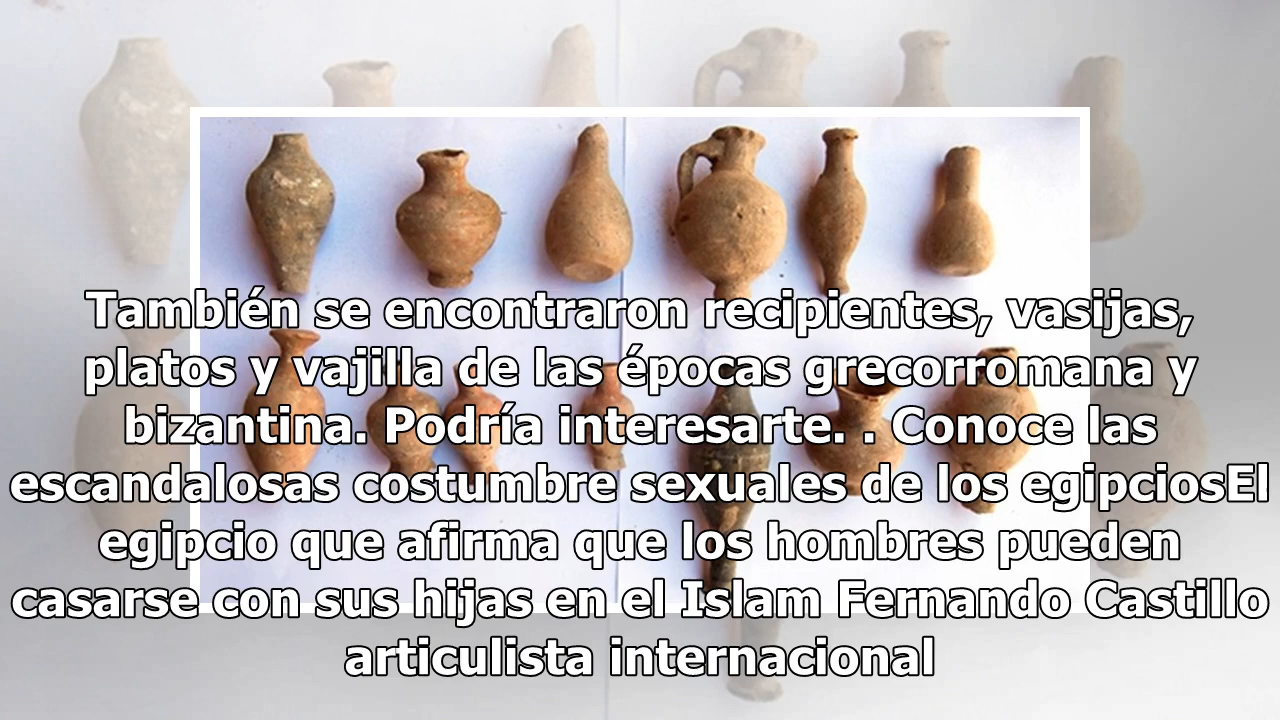 También se encontraron recipientes, vasijas,
platos y vajilla de las épocas grecorromana y
bizantina. Podría interesarte. . Conoce las
escandalosas costumbre sexuales de los egipciosEl
egipcio que afirma que los hombres pueden
casarse con sus hijas en el Islam Fernando Castillo
articulista internacional